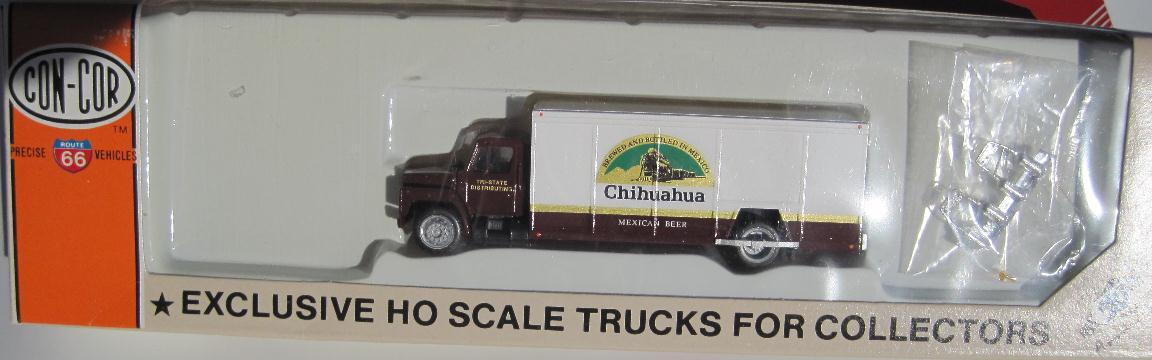 CON-COR
TM
PRECISE ROUTE 66 VEHICLES
BREWED AND BOTTLED IN MEXICO
Chihuahua
MEXICAN BEER
TRI-STATE
DISTRIBUTING
★ EXCLUSIVE HO SCALE TRUCKS FOR COLLECTORS